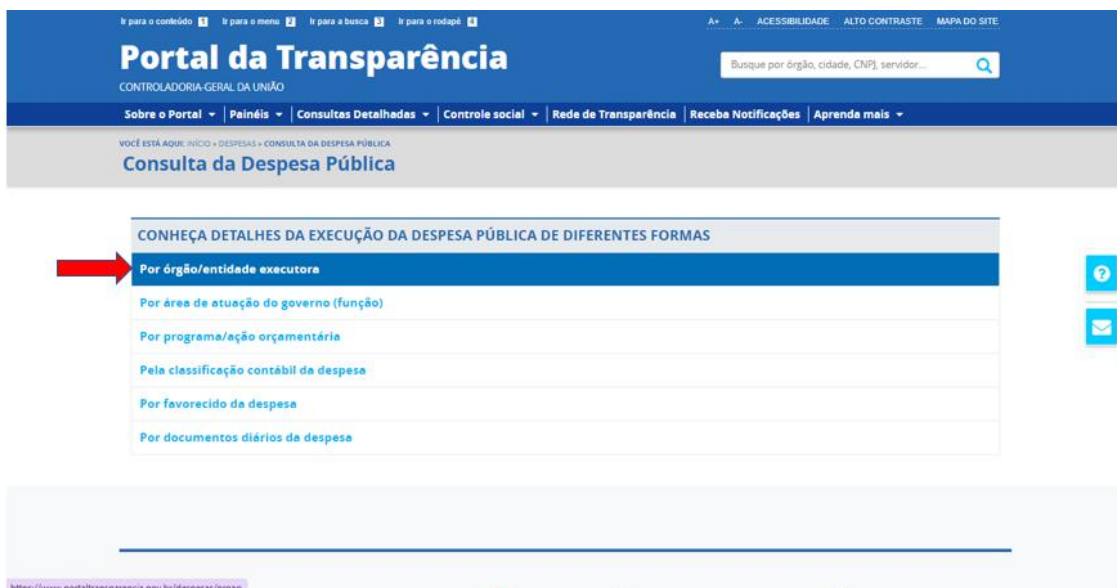 Ir para o conteúdo 1 Ir para o menu 2 Ir para a busca 3 Ir para o rodapé 4
A+ A- ACESSIBILIDADE ALTO CONTRASTE MAPA DO SITE
Portal da Transparência
Busque por órgão, cidade, CNPJ, servidor...
CONTROLADORIA-GERAL DA UNIÃO
Sobre o Portal Painéis Consultas Detalhadas Controle social Rede de Transparência Receba Notificações Aprenda mais
VOCÊ ESTÁ AQUI: INÍCIO » DESPESAS » CONSULTA DA DESPESA PÚBLICA
Consulta da Despesa Pública
CONHEÇA DETALHES DA EXECUÇÃO DA DESPESA PÚBLICA DE DIFERENTES FORMAS
Por órgão/entidade executora
Por área de atuação do governo (função)
Por programa/ação orçamentária
Pela classificação contábil da despesa
Por favorecido da despesa
Por documentos diários da despesa